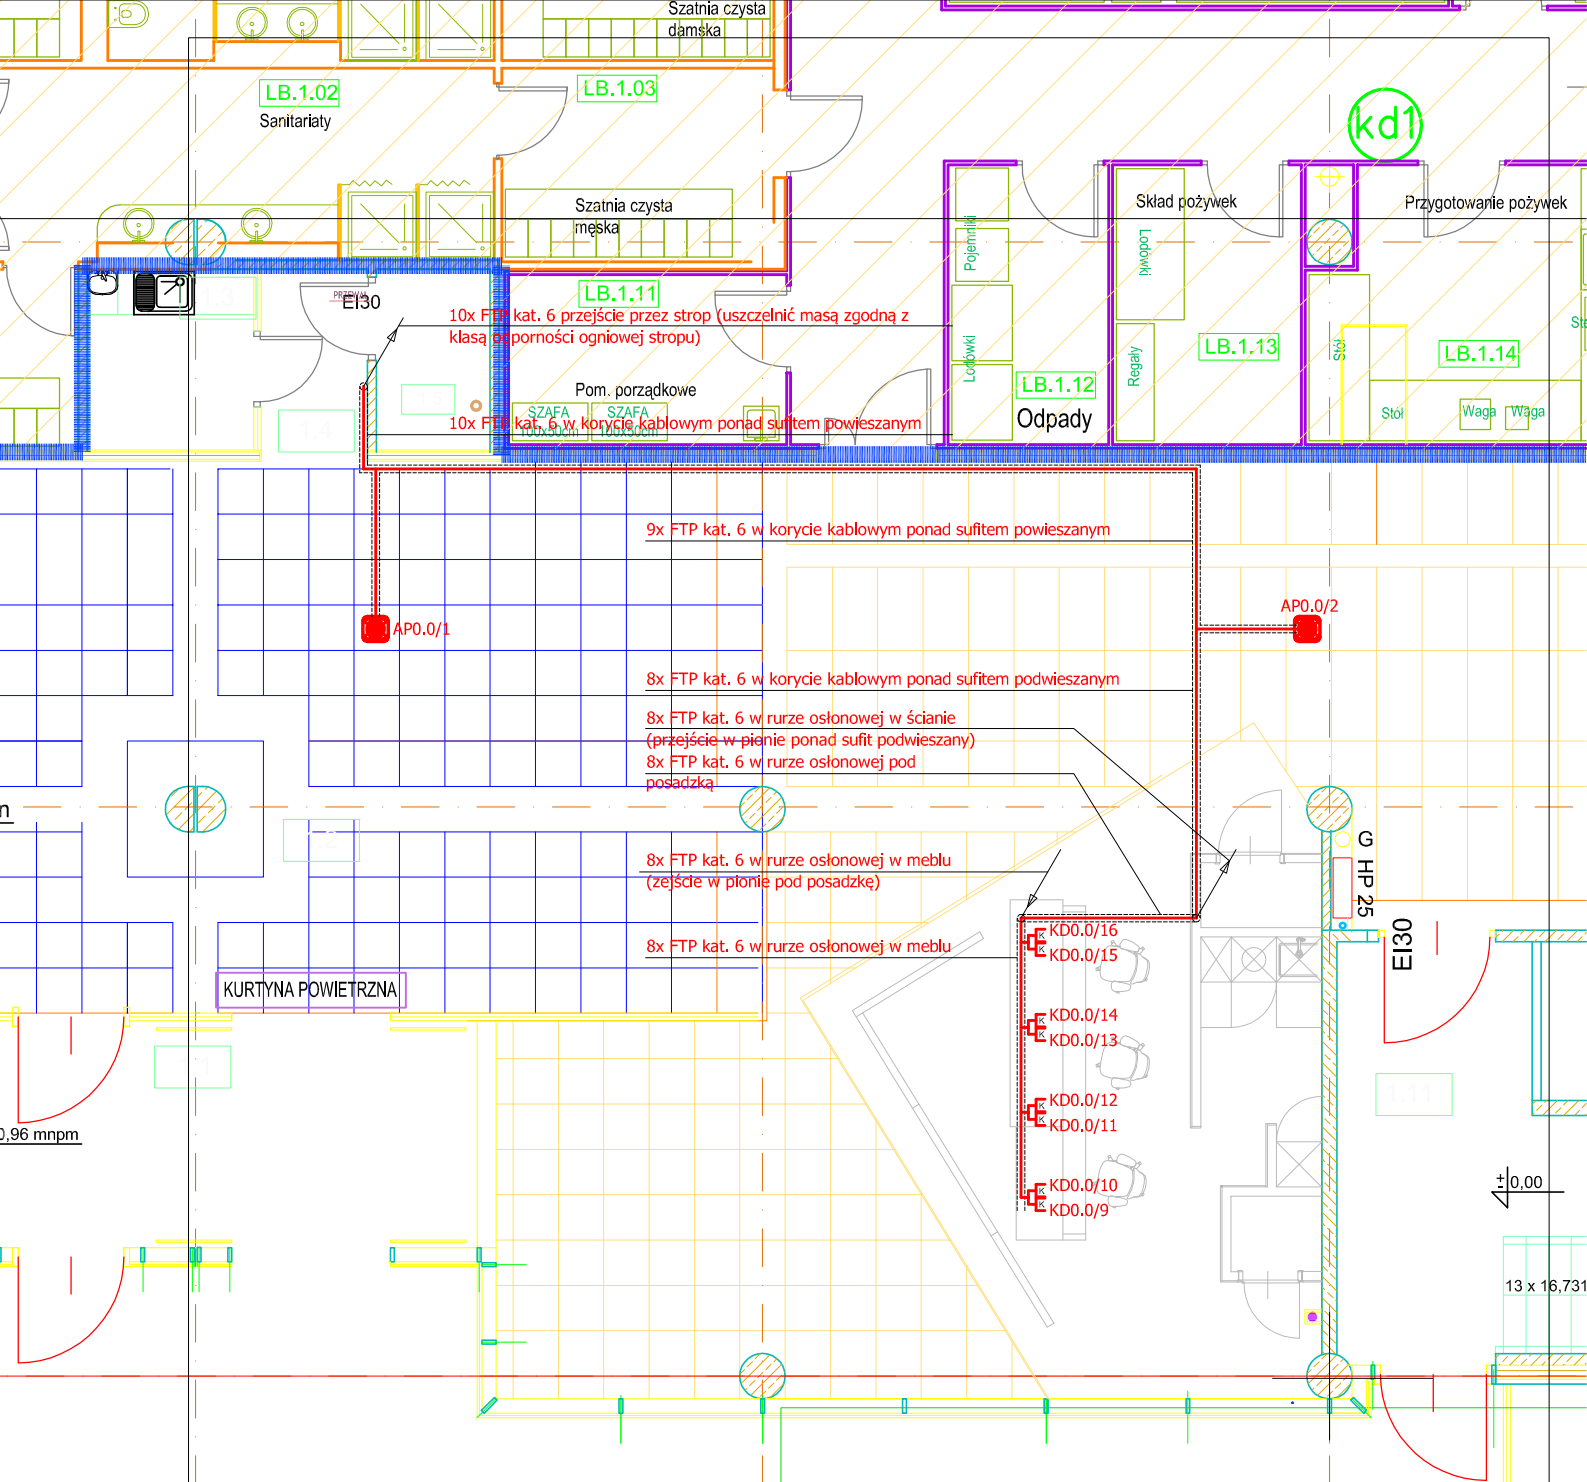 Szatnia czysta
damska
LB.1.02
Sanitariaty
LB.1.03
kd1
Szatnia czysta
męska
Skład pożywek
Przygotowanie pożywek
Pojemniki
Lodówki
LB.1.11
EI30
10x FTP kat. 6 przejście przez strop (uszczelnić masą zgodną z
klasą odporności ogniowej stropu)
Lodówki
Regały
LB.1.13
Stół
LB.1.14
LB.1.12
Odpady
Pom. porządkowe
SZAFA
100x50cm
SZAFA
100x50cm
Stół
Waga
Waga
10x FTP kat. 6 w korycie kablowym ponad sufitem powieszanym
1.3
1.4
9x FTP kat. 6 w korycie kablowym ponad sufitem powieszanym
AP0.0/1
AP0.0/2
8x FTP kat. 6 w korycie kablowym ponad sufitem podwieszanym
8x FTP kat. 6 w rurze osłonowej w ścianie
(przejście w pionie ponad sufit podwieszany)
8x FTP kat. 6 w rurze osłonowej pod
posadzką
8x FTP kat. 6 w rurze osłonowej w meblu
(zejście w pionie pod posadzkę)
8x FTP kat. 6 w rurze osłonowej w meblu
G
HP 25
EI30
KURTYNA POWIETRZNA
KD0.0/16
KD0.0/15
KD0.0/14
KD0.0/13
KD0.0/12
KD0.0/11
KD0.0/10
KD0.0/9
1.11
0,96 mnpm
±0,00
13 x 16,731